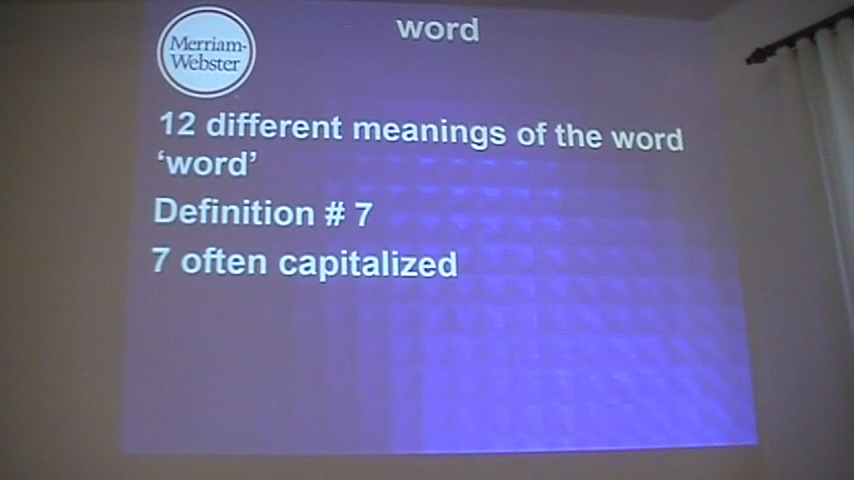 word
Merriam-
Webster
12 different meanings of the word
‘word’
Definition # 7
7 often capitalized